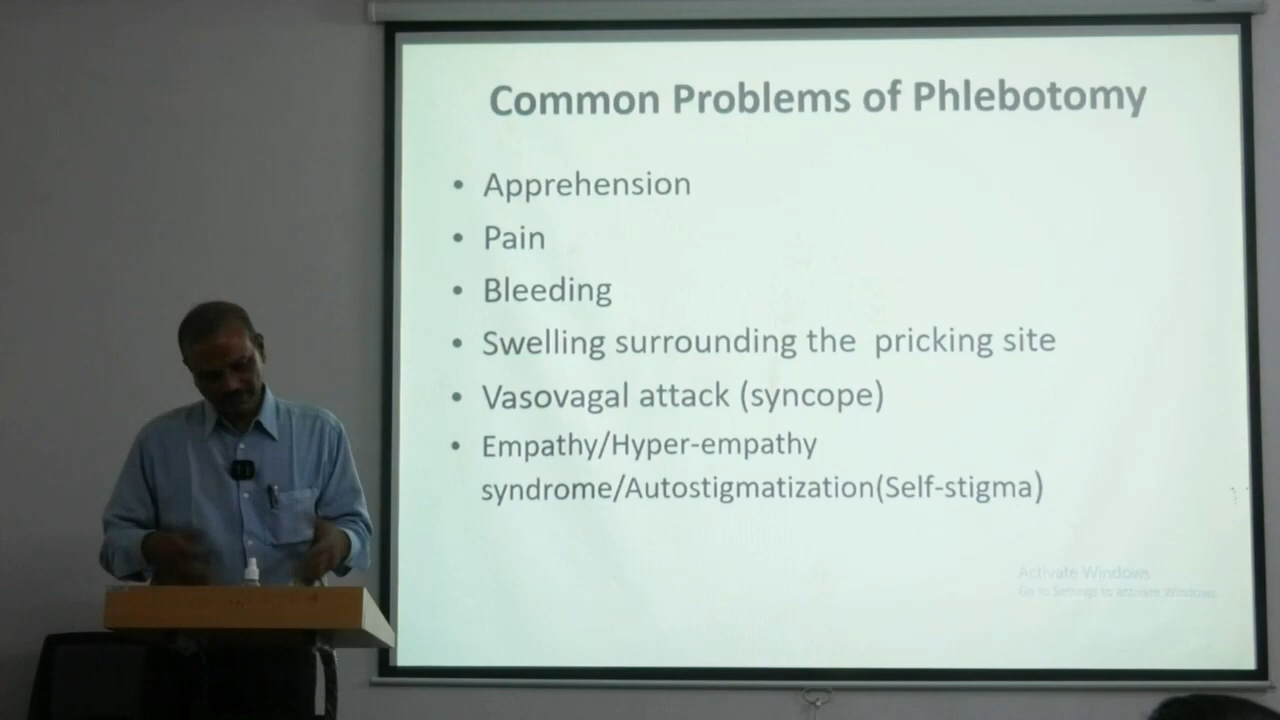 Common Problems of Phlebotomy
• Apprehension
• Pain
• Bleeding
• Swelling surrounding the pricking site
• Vasovagal attack (syncope)
• Empathy/Hyper-empathy
syndrome/Autostigmatization(Self-stigma)
Activate Windows
Go to Settings to activate Windows.